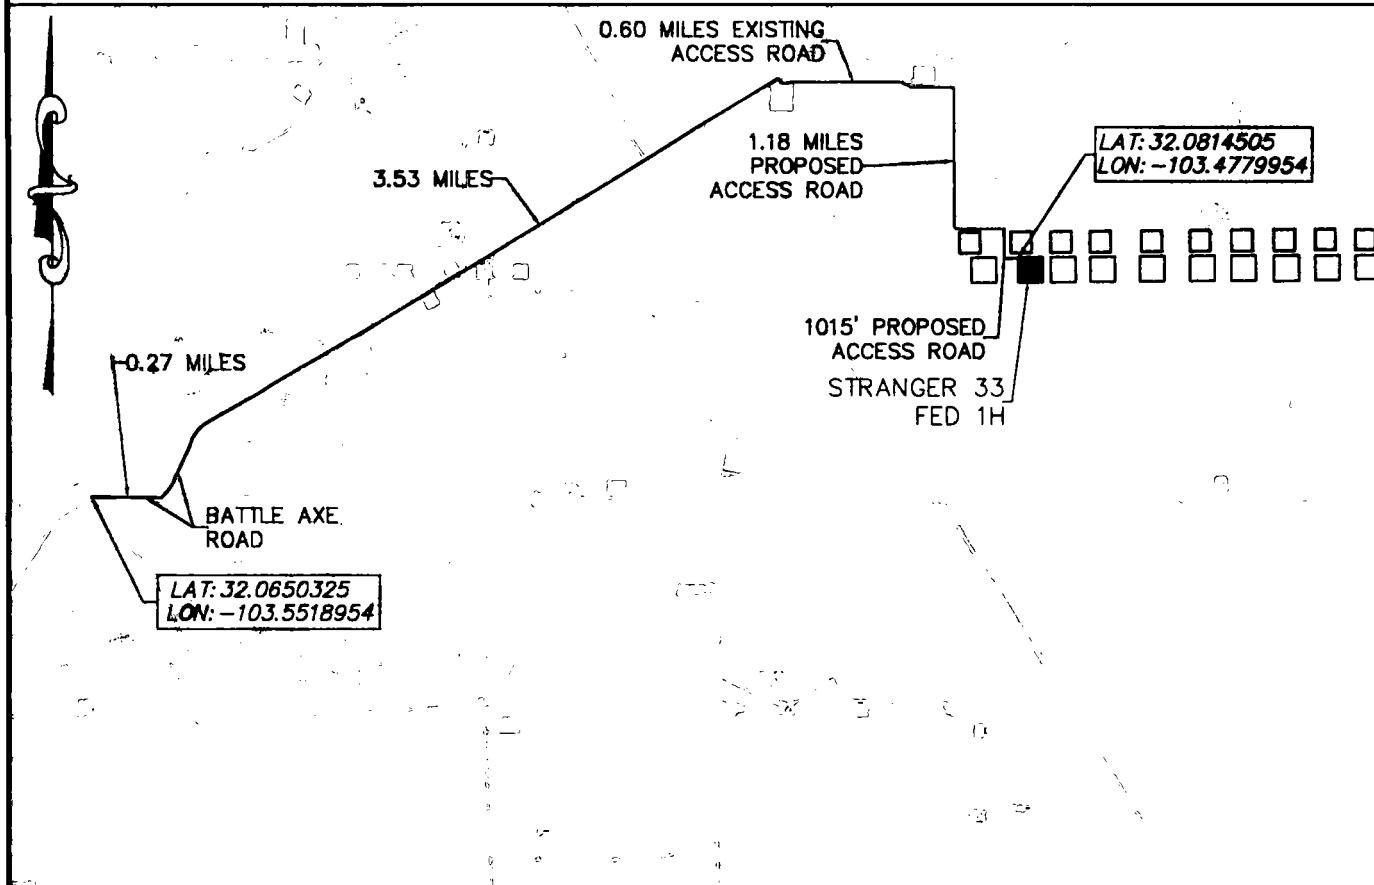 0.60 MILES EXISTING
ACCESS ROAD
1.18 MILES
PROPOSED
ACCESS ROAD
LAT: 32.0814505
LON: -103.4779954
3.53 MILES
1015' PROPOSED
ACCESS ROAD
0.27 MILES
STRANGER 33
FED 1H
BATTLE AXE
ROAD
LAT: 32.0650325
LON: -103.5518954